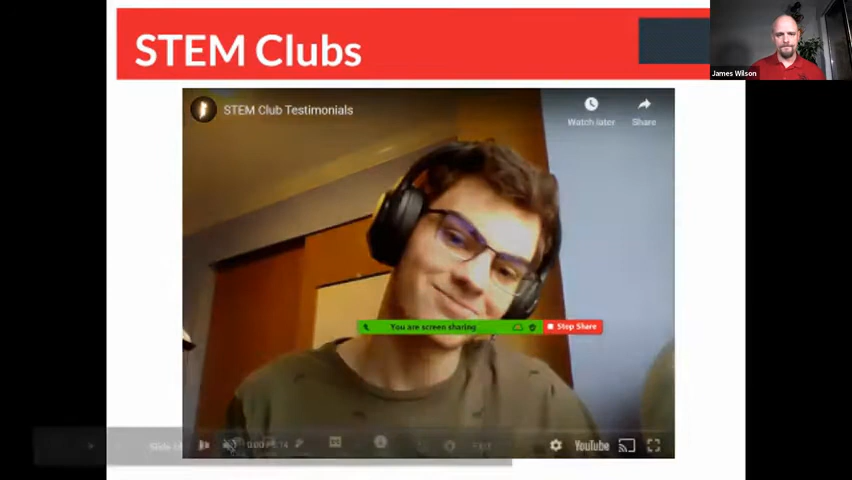 STEM Clubs
James Wilson
STEM Club Testimonials
Watch later
Share
You are screen sharing
Stop Share
YouTube